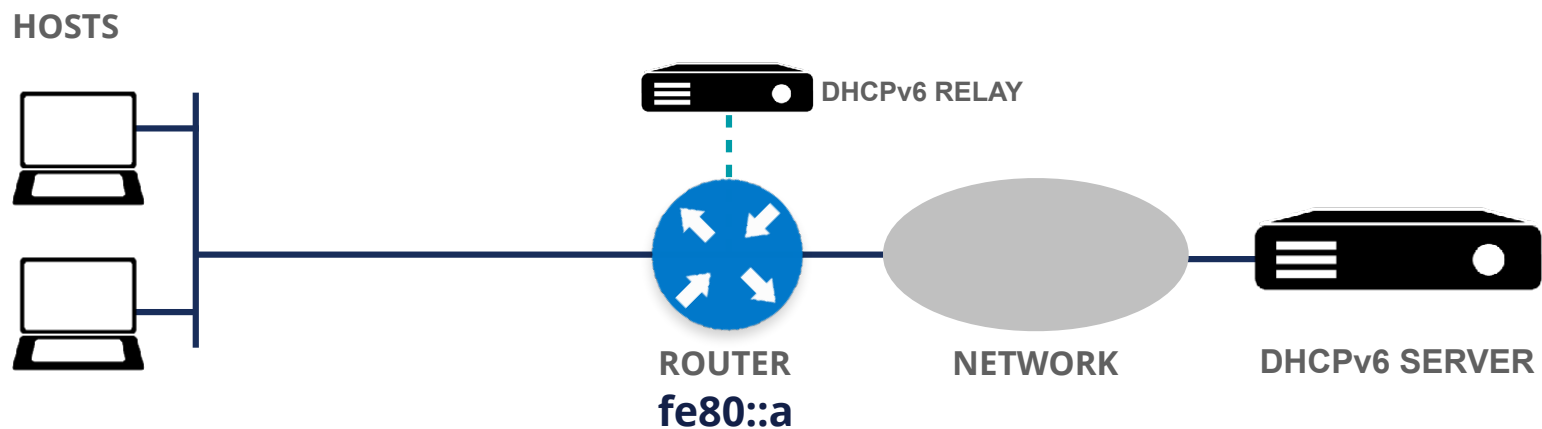 HOSTS
DHCPv6 RELAY
ROUTER
fe80::a
NETWORK
DHCPv6 SERVER